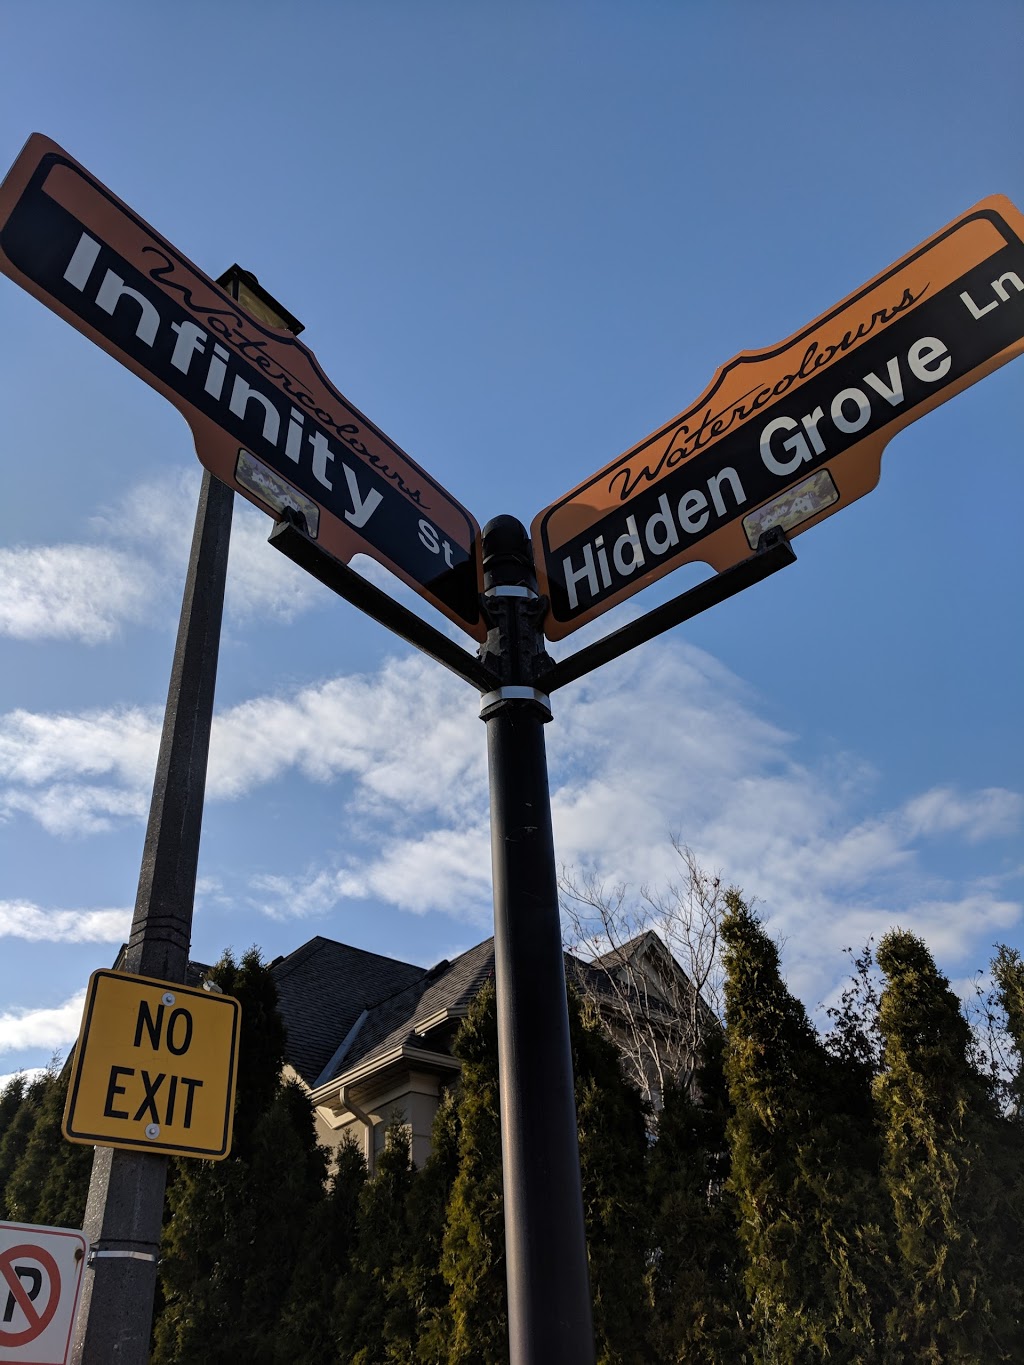 Watercolours
Infinity St
Watercolours
Hidden Grove Ln
NO
EXIT
P